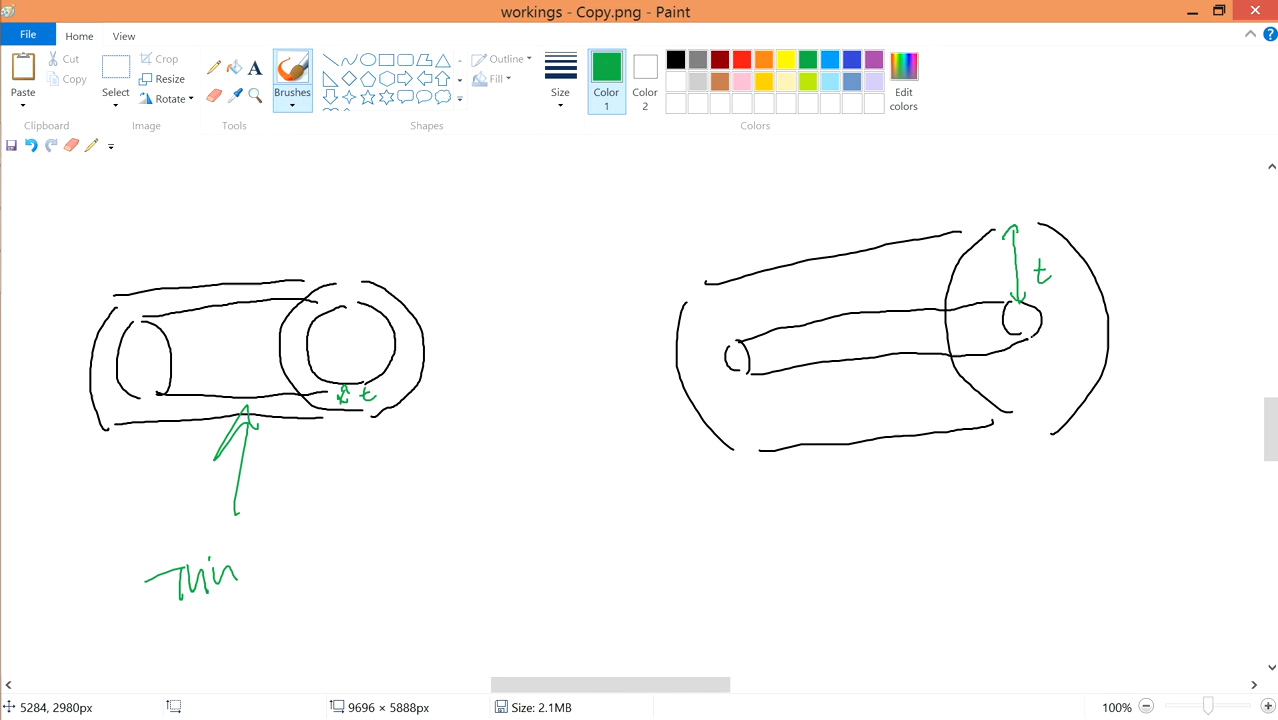 workings - Copy.png - Paint
File Home View
Paste
Cut
Copy
Select
Crop
Resize
Rotate
Brushes
Outline
Fill
Size
Color 1
Color 2
Edit colors
Clipboard Image Tools Shapes Colors
t
t
Thin
5284, 2980px 9696 × 5888px Size: 2.1MB 100%